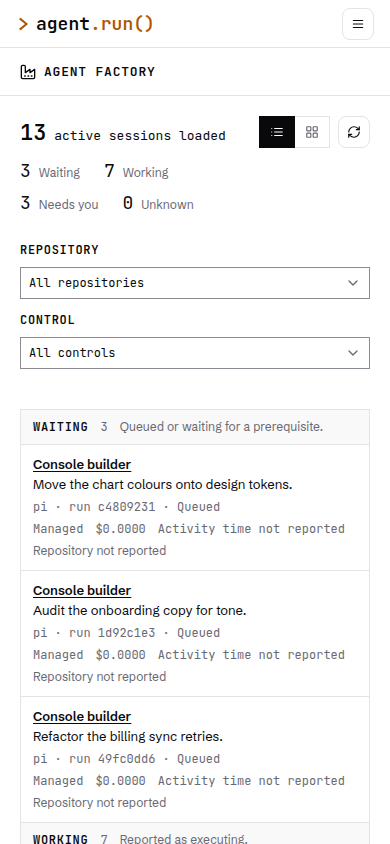 agent.run()
AGENT FACTORY
13 active sessions loaded
3 Waiting 7 Working
3 Needs you 0 Unknown
REPOSITORY
All repositories
CONTROL
All controls
WAITING 3 Queued or waiting for a prerequisite.
Console builder
Move the chart colours onto design tokens.
pi · run c4809231 · Queued
Managed $0.0000 Activity time not reported
Repository not reported
Console builder
Audit the onboarding copy for tone.
pi · run 1d92c1e3 · Queued
Managed $0.0000 Activity time not reported
Repository not reported
Console builder
Refactor the billing sync retries.
pi · run 49fc0dd6 · Queued
Managed $0.0000 Activity time not reported
Repository not reported
WORKING 7 Reported as executing.